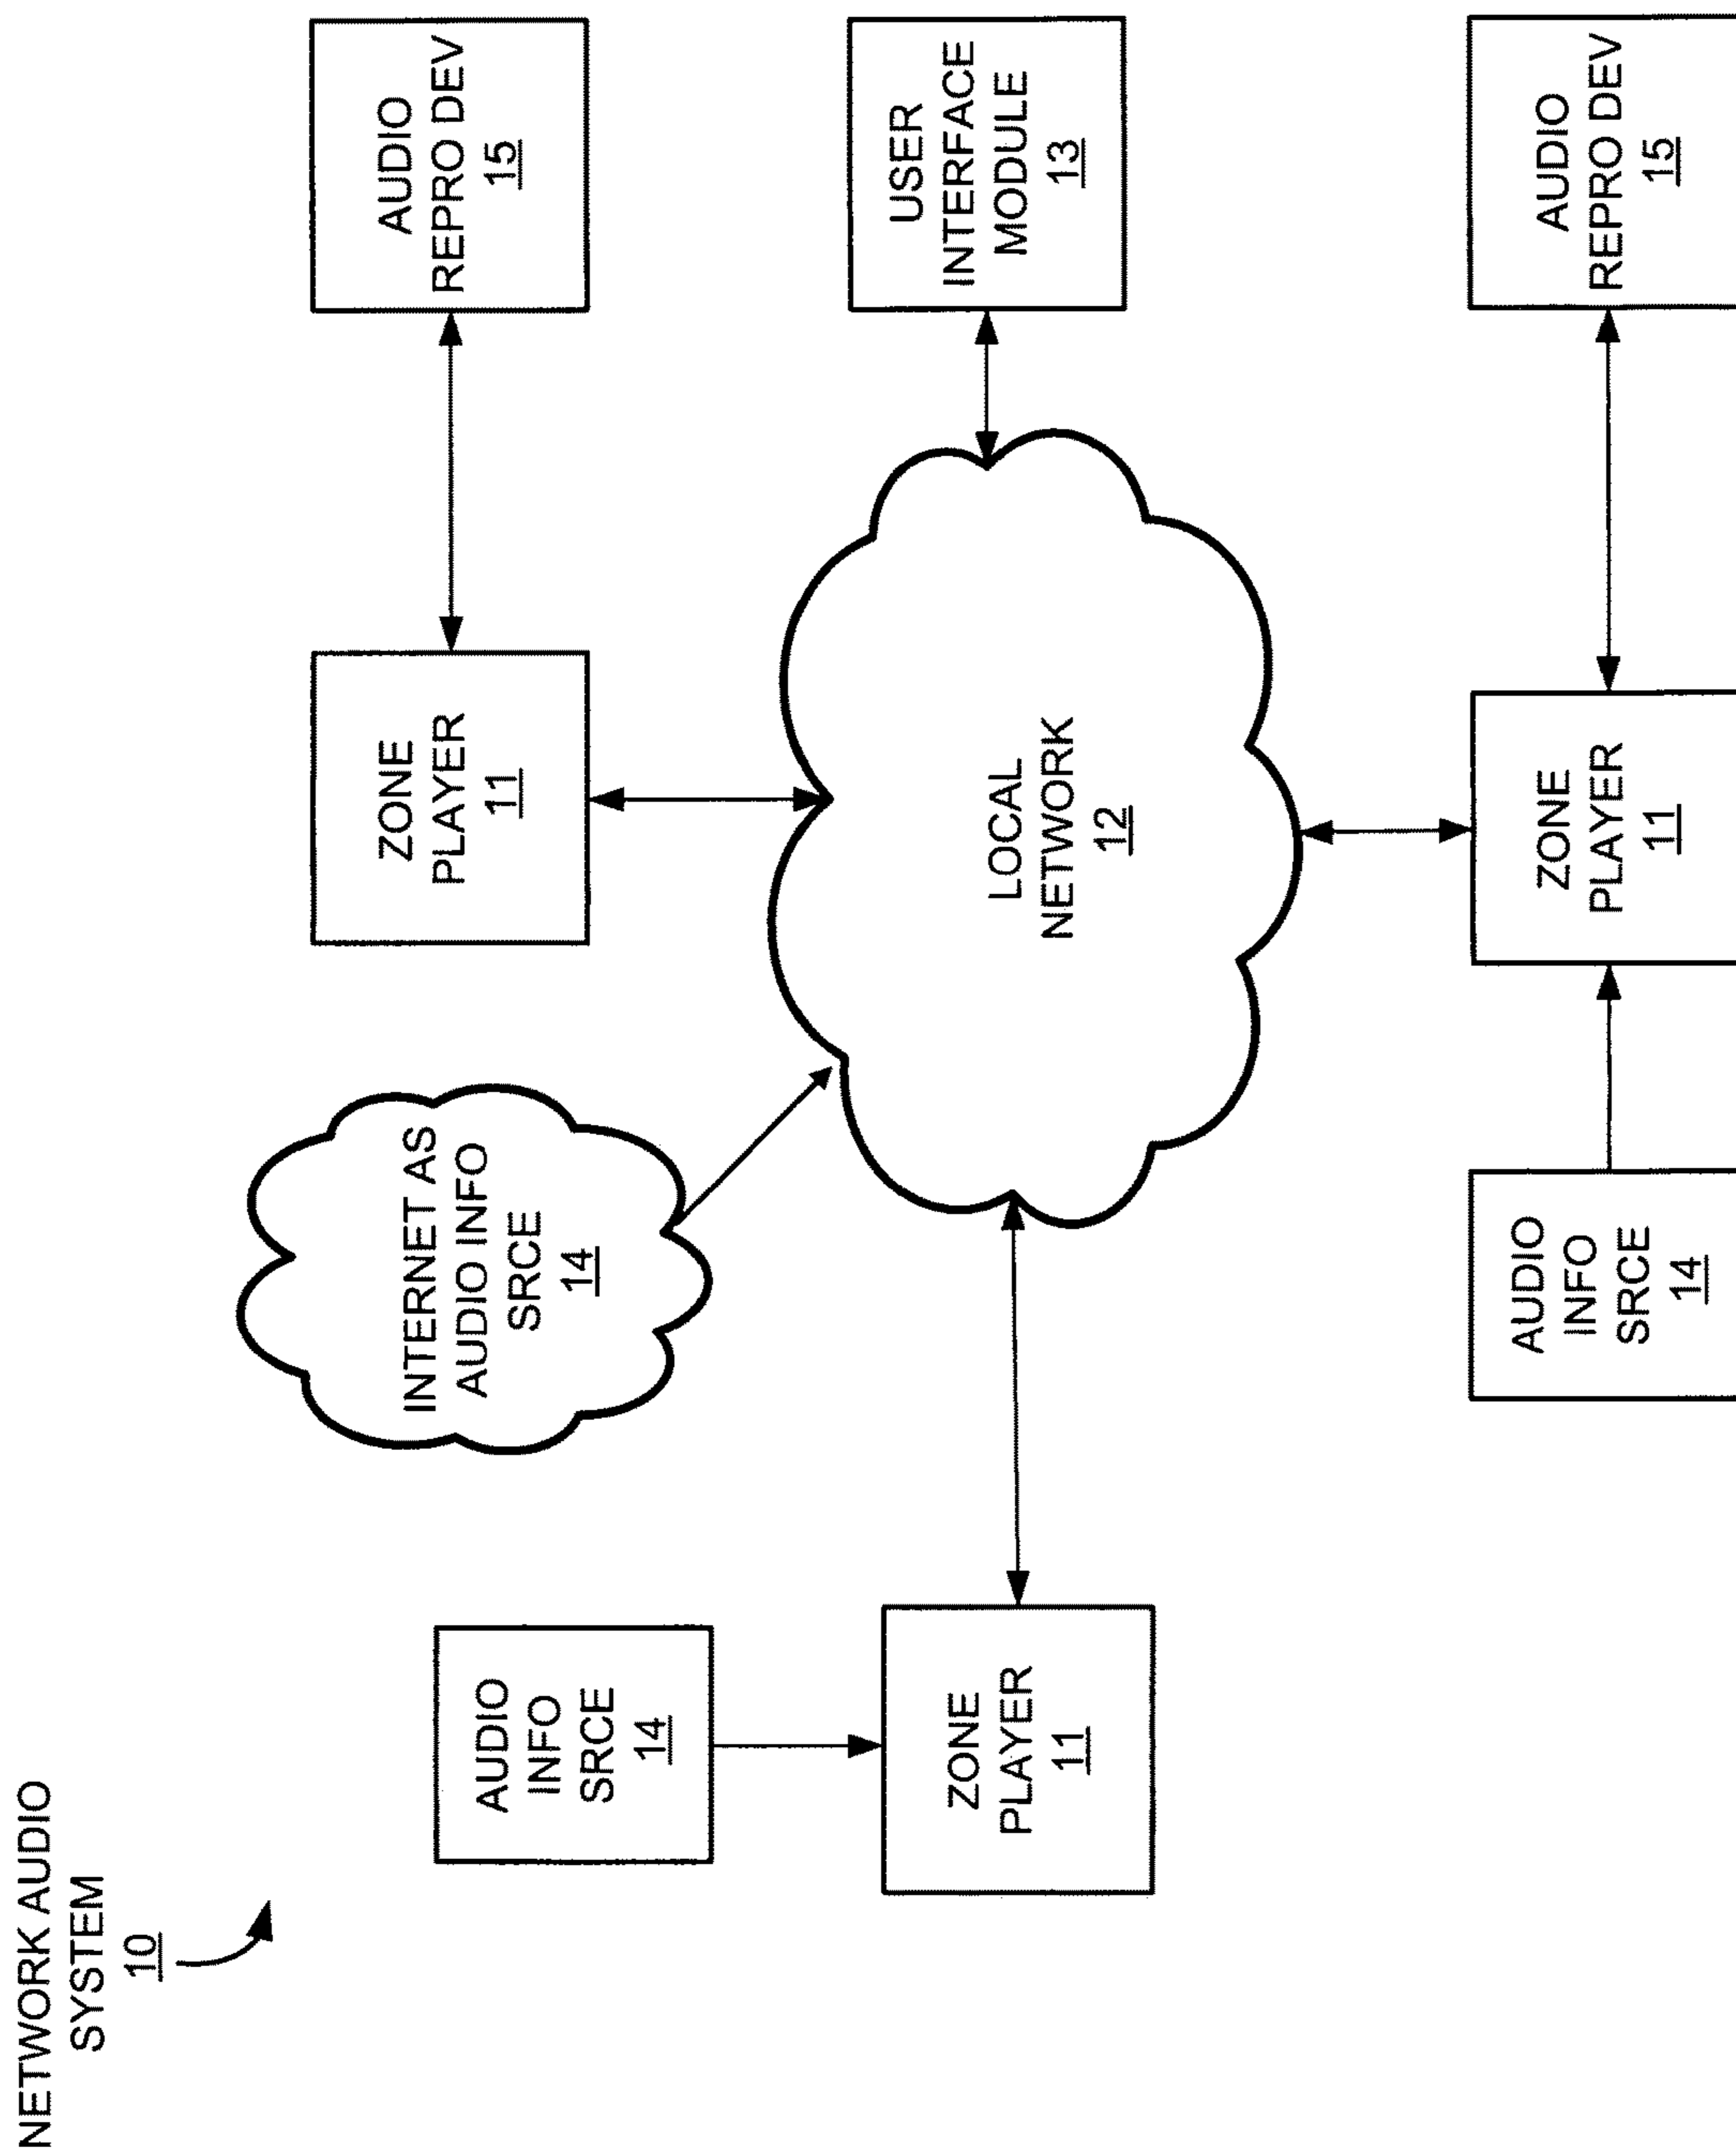 NETWORK AUDIO
SYSTEM
10
AUDIO
INFO
SRCE
14
INTERNET AS
AUDIO INFO
SRCE
14
ZONE
PLAYER
11
AUDIO
REPRO DEV
15
ZONE
PLAYER
11
LOCAL
NETWORK
12
USER
INTERFACE
MODULE
13
AUDIO
INFO
SRCE
14
ZONE
PLAYER
11
AUDIO
REPRO DEV
15